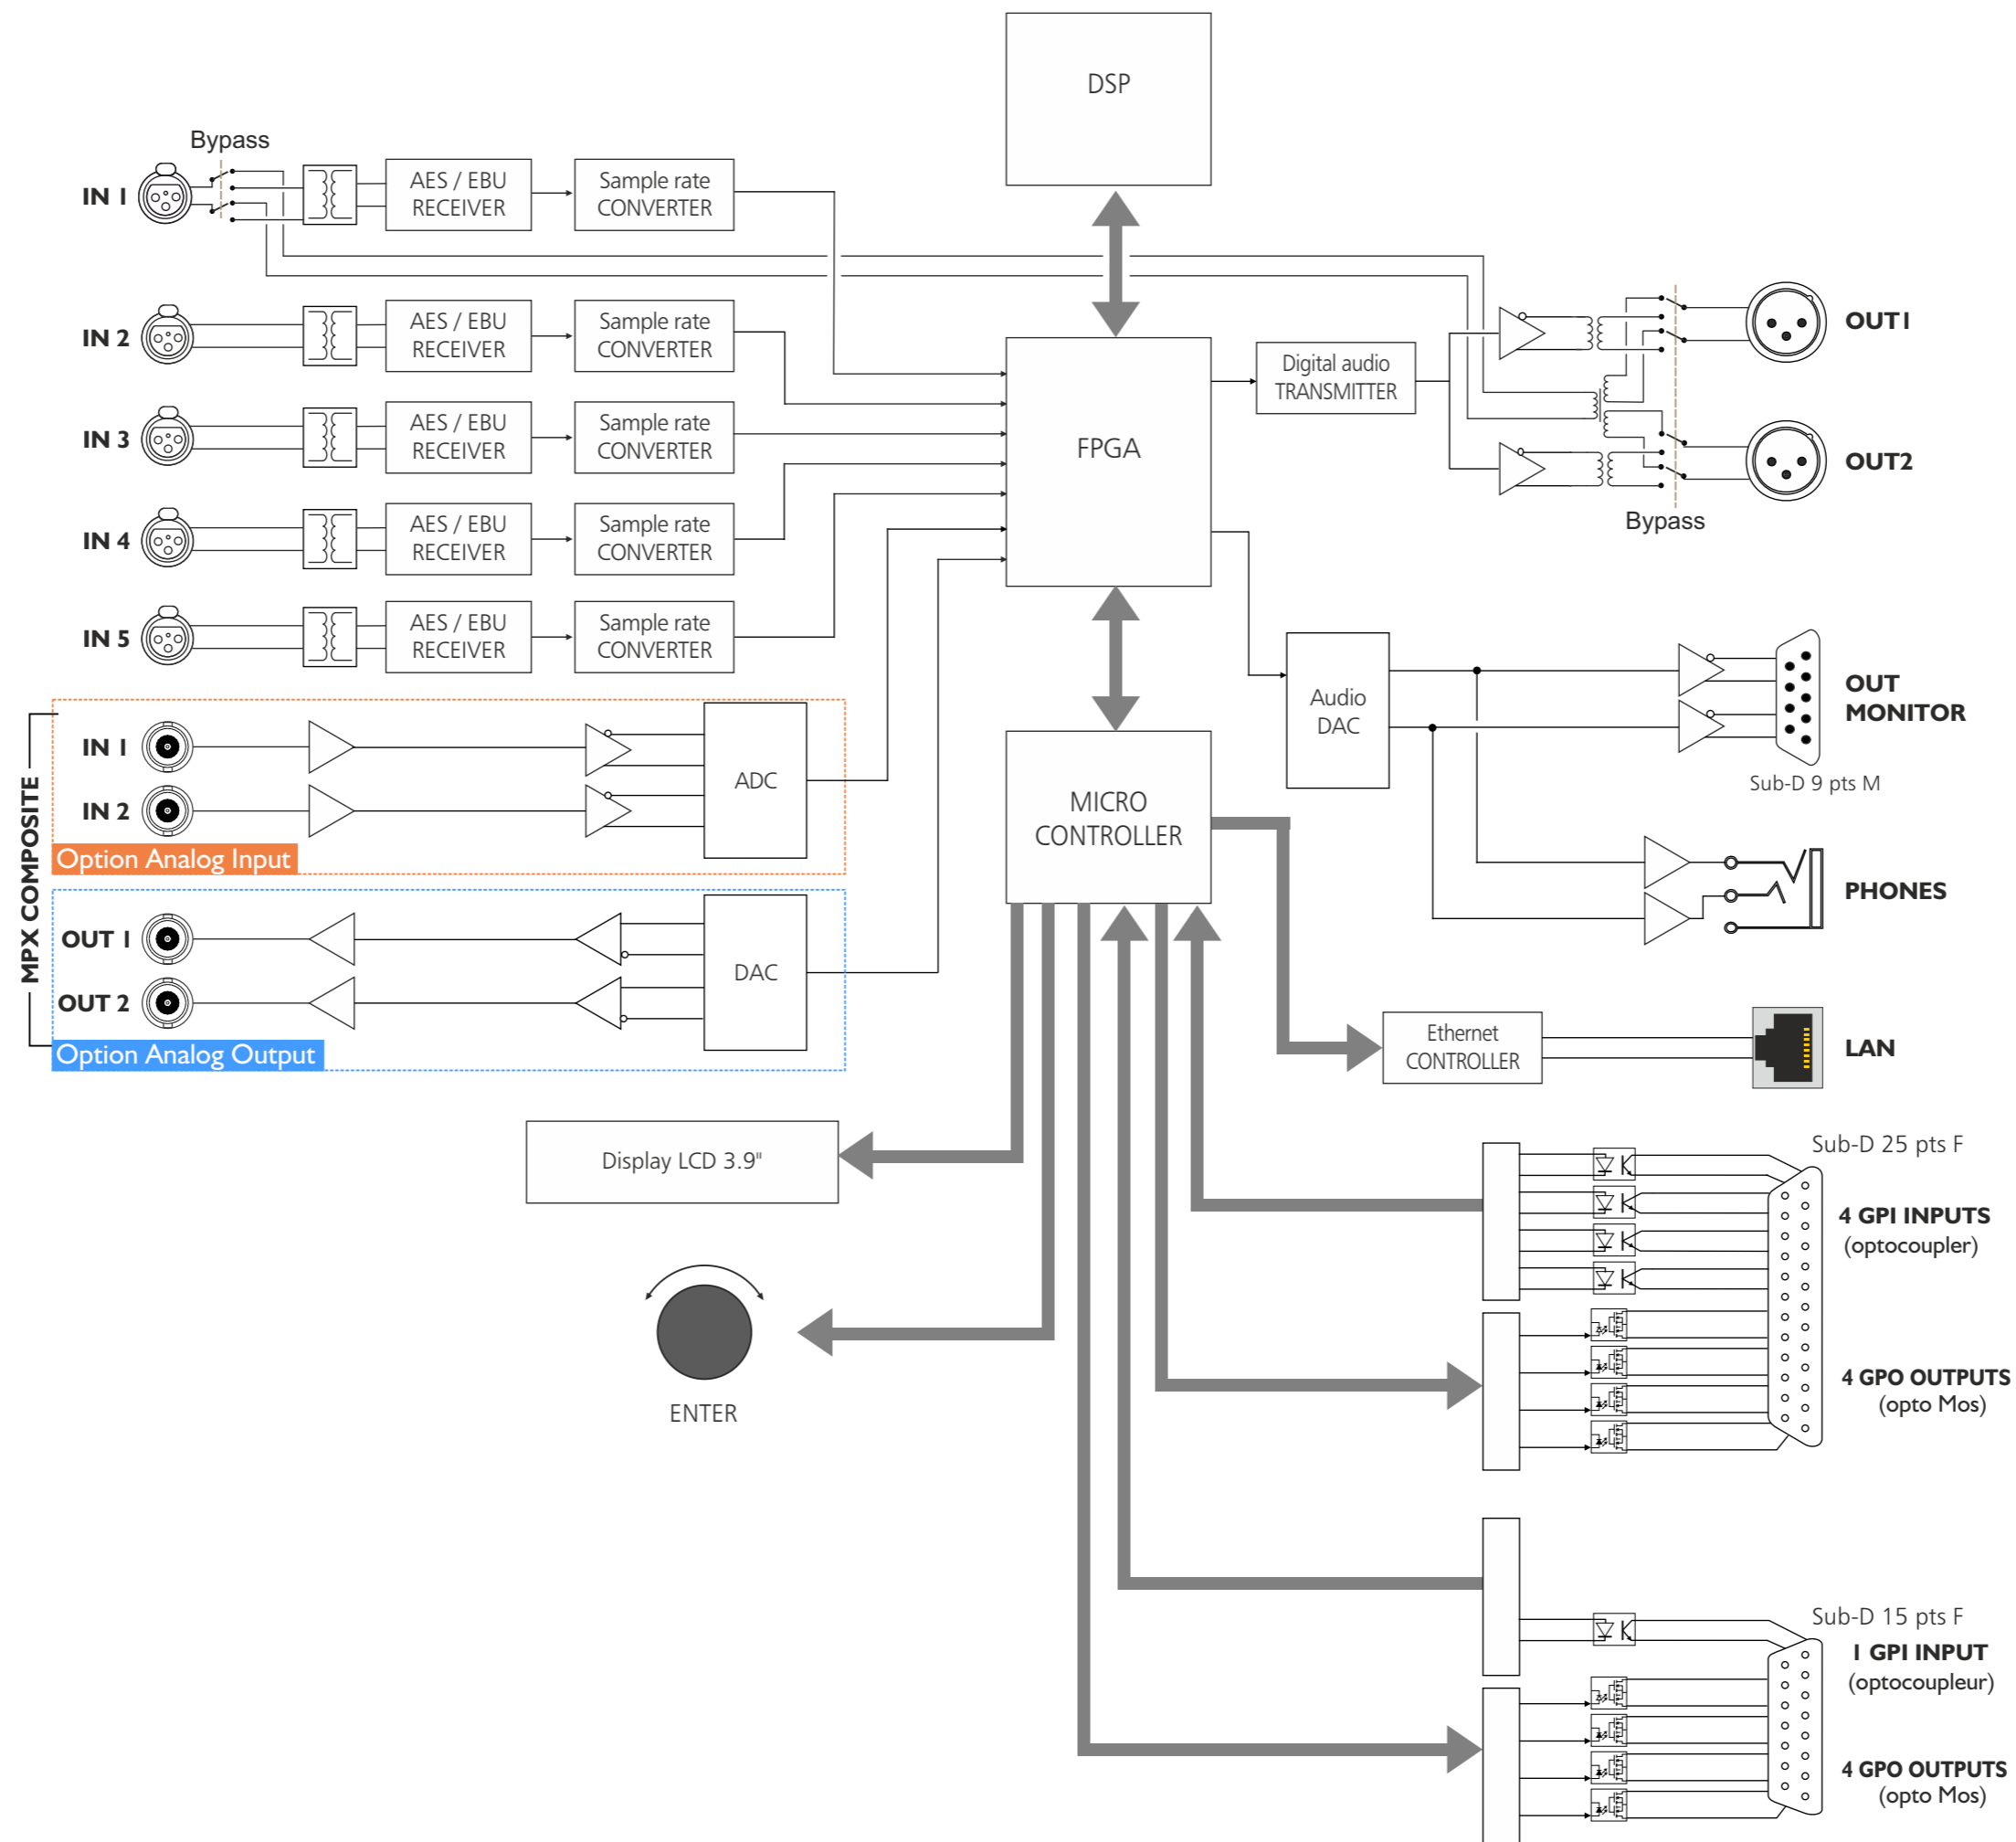 DSP
Bypass
IN 1
AES / EBU
RECEIVER
Sample rate
CONVERTER
IN 2
AES / EBU
RECEIVER
Sample rate
CONVERTER
IN 3
AES / EBU
RECEIVER
Sample rate
CONVERTER
IN 4
AES / EBU
RECEIVER
Sample rate
CONVERTER
IN 5
AES / EBU
RECEIVER
Sample rate
CONVERTER
FPGA
Digital audio
TRANSMITTER
OUT1
OUT2
Bypass
MPX COMPOSITE
IN 1
IN 2
ADC
Option Analog Input
OUT 1
OUT 2
DAC
Option Analog Output
MICRO
CONTROLLER
Audio
DAC
OUT
MONITOR
Sub-D 9 pts M
PHONES
Ethernet
CONTROLLER
LAN
Display LCD 3.9"
ENTER
Sub-D 25 pts F
4 GPI INPUTS
(optocoupler)
4 GPO OUTPUTS
(opto Mos)
Sub-D 15 pts F
1 GPI INPUT
(optocoupleur)
4 GPO OUTPUTS
(opto Mos)